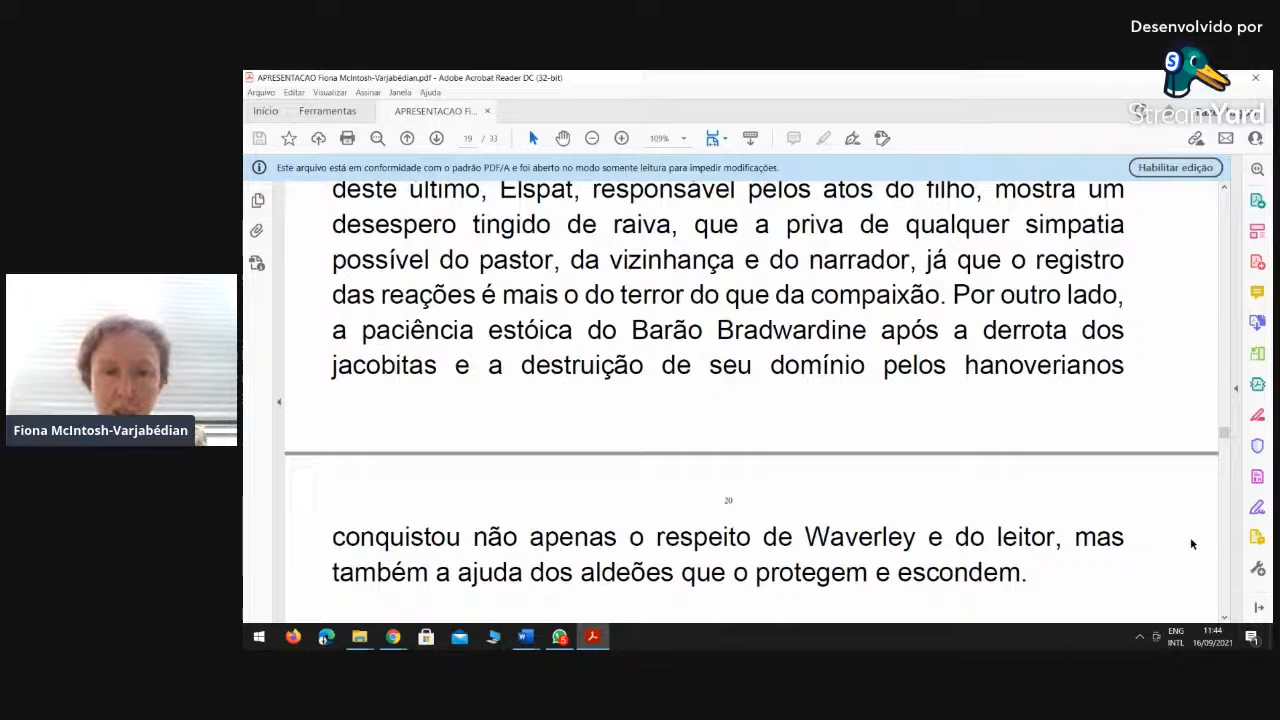 Desenvolvido por
StreamYard
APRESENTACAO Fiona McIntosh-Varjabédian.pdf - Adobe Acrobat Reader DC (32-bit)
Arquivo Editar Visualizar Assinar Janela Ajuda
Início Ferramentas APRESENTACAO Fi... ×
19 / 33 109%
Este arquivo está em conformidade com o padrão PDF/A e foi aberto no modo somente leitura para impedir modificações. Habilitar edição
deste último, Elspat, responsável pelos atos do filho, mostra um
desespero tingido de raiva, que a priva de qualquer simpatia
possível do pastor, da vizinhança e do narrador, já que o registro
das reações é mais o do terror do que da compaixão. Por outro lado,
a paciência estóica do Barão Bradwardine após a derrota dos
jacobitas e a destruição de seu domínio pelos hanoverianos
20
conquistou não apenas o respeito de Waverley e do leitor, mas
também a ajuda dos aldeões que o protegem e escondem.
Fiona McIntosh-Varjabédian
ENG 11:44
INTL 16/09/2021